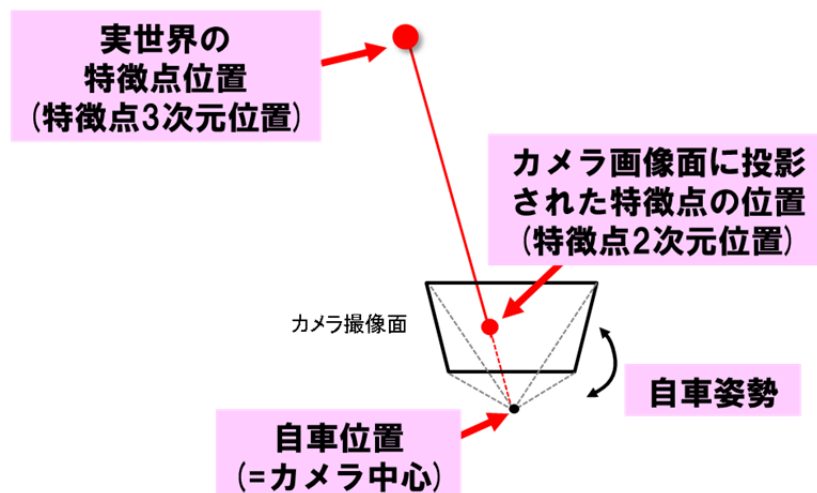 実世界の
特徴点位置
(特徴点3次元位置)
カメラ画像面に投影
された特徴点の位置
(特徴点2次元位置)
カメラ撮像面
自車姿勢
自車位置
(=カメラ中心)